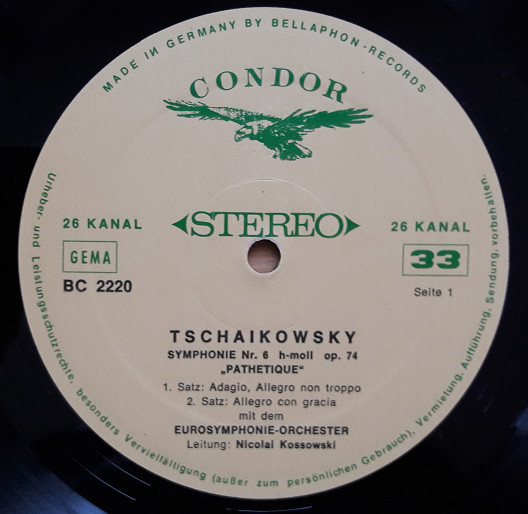 MADE IN GERMANY BY BELLAPHON-RECORDS
CONDOR
26 KANAL
STEREO
26 KANAL
GEMA
33
BC 2220
Seite 1
TSCHAIKOWSKY
SYMPHONIE Nr. 6 h-moll op. 74
„PATHETIQUE“
1. Satz: Adagio, Allegro non troppo
2. Satz: Allegro con gracia
mit dem
EUROSYMPHONIE-ORCHESTER
Leitung: Nicolai Kossowski
Urheber- und Leistungsschutzrechte, besonders Vervielfältigung (außer zum persönlichen Gebrauch), Vermietung, Aufführung, Sendung, vorbehalten.